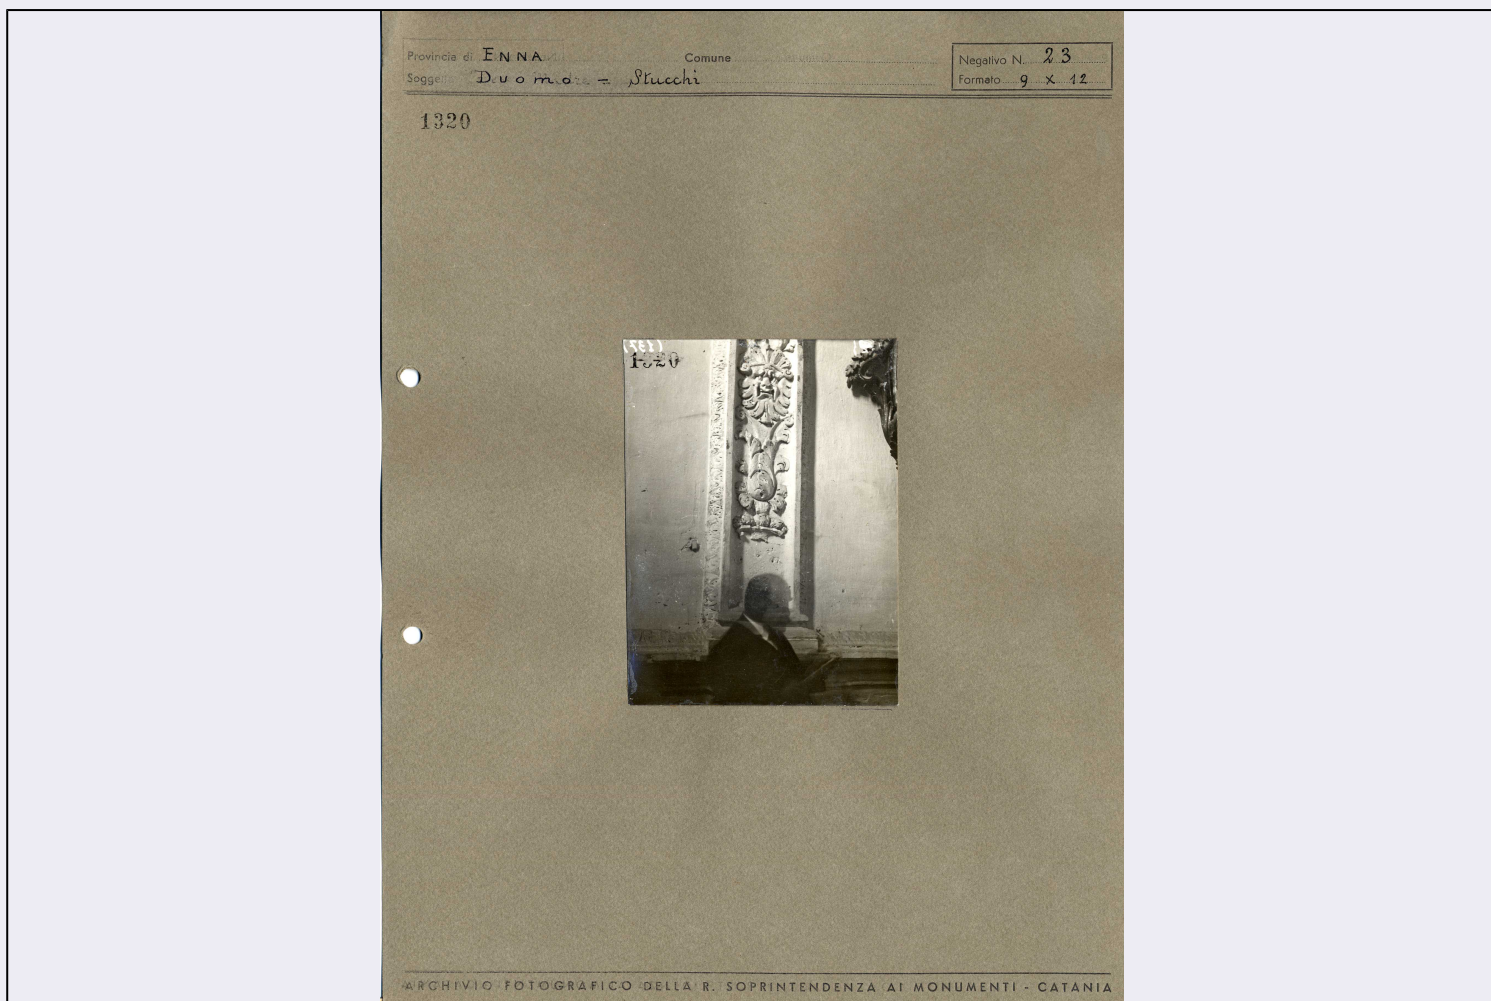 Provincia di ENNA Comune
Sogge Duomo = Stucchi
Negativo N. 23
Formato 9 x 12
1320
1320
ARCHIVIO FOTOGRAFICO DELLA R. SOPRINTENDENZA AI MONUMENTI - CATANIA